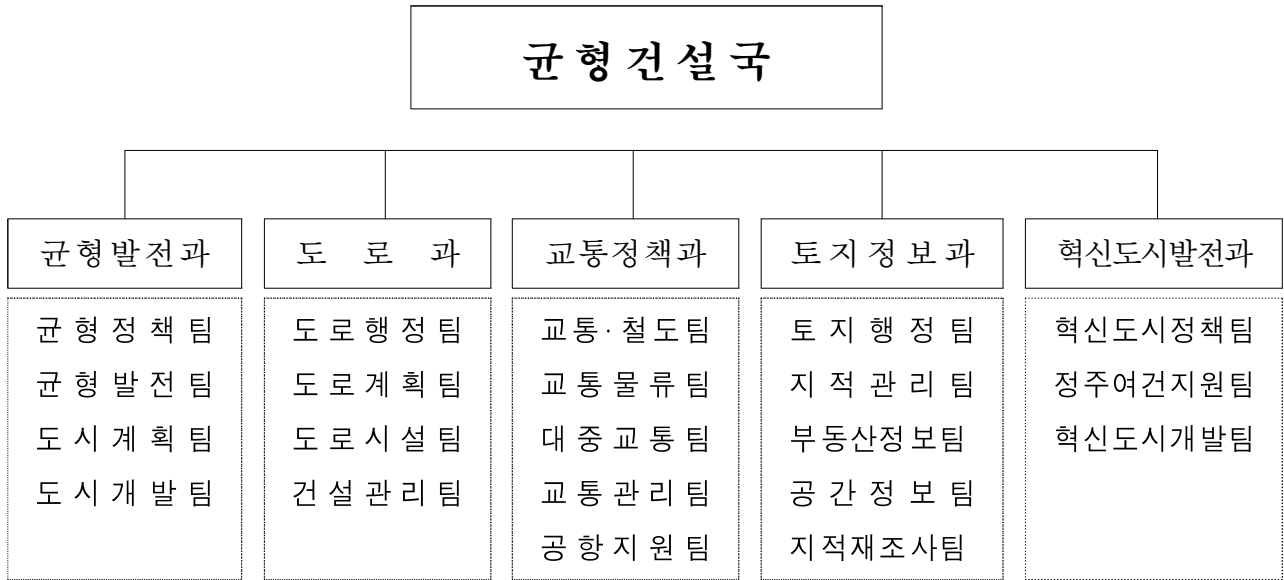 균형건설국
균형발전과
균형정책팀
균형발전팀
도시계획팀
도시개발팀
도로과
도로행정팀
도로계획팀
도로시설팀
건설관리팀
교통정책과
교통·철도팀
교통물류팀
대중교통팀
교통관리팀
공항지원팀
토지정보과
토지행정팀
지적관리팀
부동산정보팀
공간정보팀
지적재조사팀
혁신도시발전과
혁신도시정책팀
정주여건지원팀
혁신도시개발팀